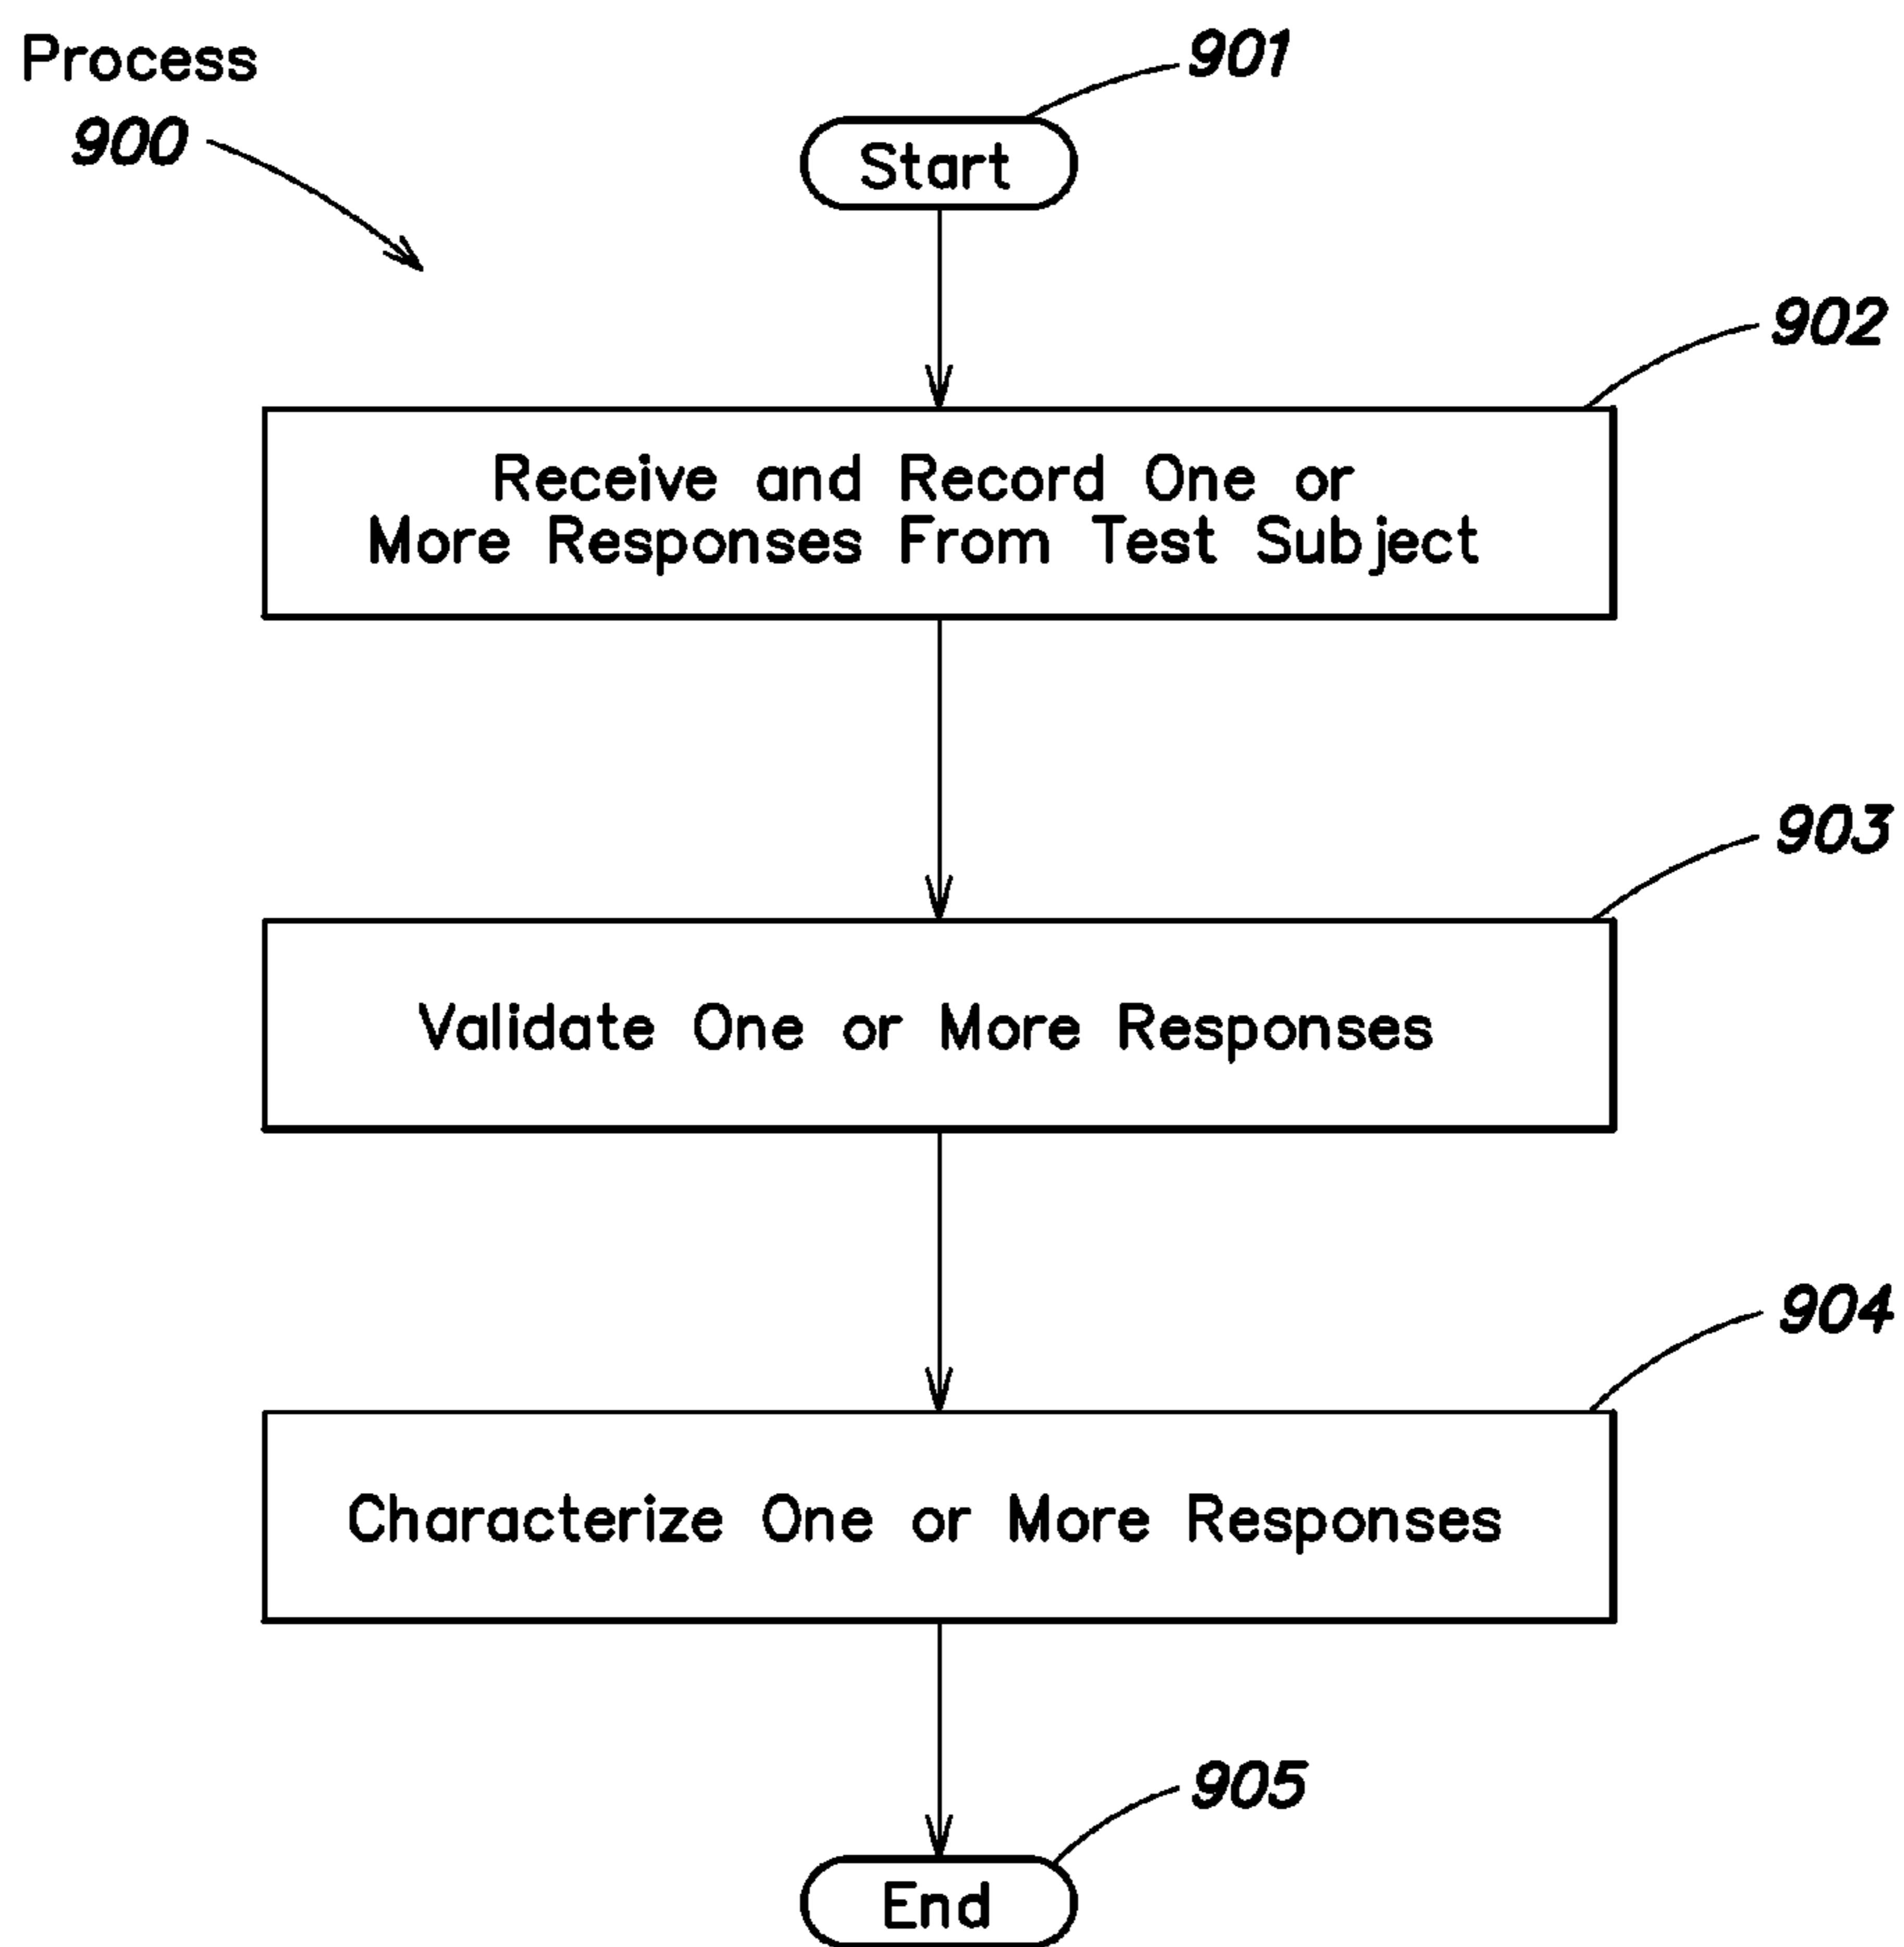 Process
900
901
Start
902
Receive and Record One or
More Responses From Test Subject
903
Validate One or More Responses
904
Characterize One or More Responses
905
End